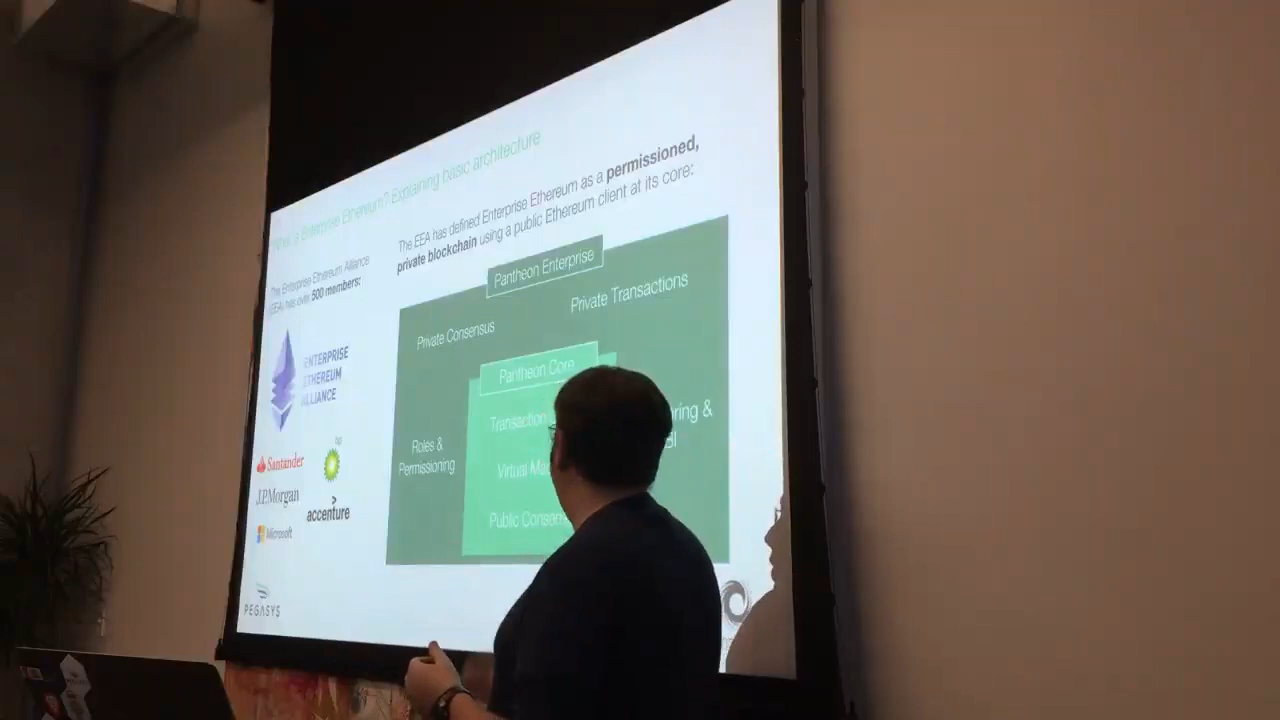 What is Enterprise Ethereum? Explaining basic architecture
The Enterprise Ethereum Alliance
(EEA) has over 500 members:
ENTERPRISE
ETHEREUM
ALLIANCE
Santander
bp
J.P.Morgan
accenture
Microsoft
PEGASYS
The EEA has defined Enterprise Ethereum as a permissioned,
private blockchain using a public Ethereum client at its core:
Pantheon Enterprise
Private Consensus
Private Transactions
Pantheon Core
Transaction
Roles &
Permissioning
Virtual
Public
&